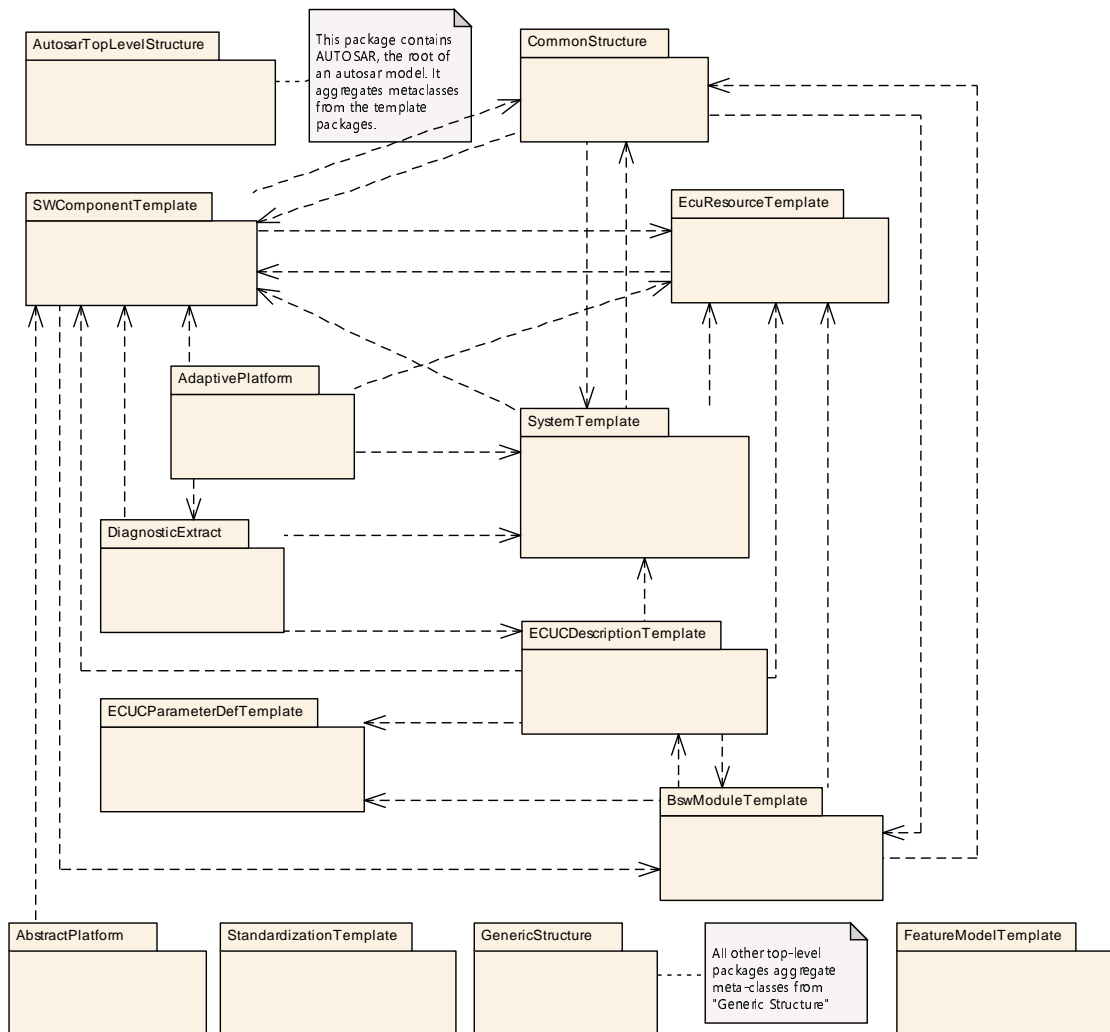 AutosarTopLevelStructure
This package contains
AUTOSAR, the root of
an autosar model. It
aggregates metaclasses
from the template
packages.
CommonStructure
SWComponentTemplate
EcuResourceTemplate
AdaptivePlatform
SystemTemplate
DiagnosticExtract
ECUCDescriptionTemplate
ECUCParameterDefTemplate
BswModuleTemplate
AbstractPlatform
StandardizationTemplate
GenericStructure
All other top-level
packages aggregate
meta-classes from
"Generic Structure"
FeatureModelTemplate